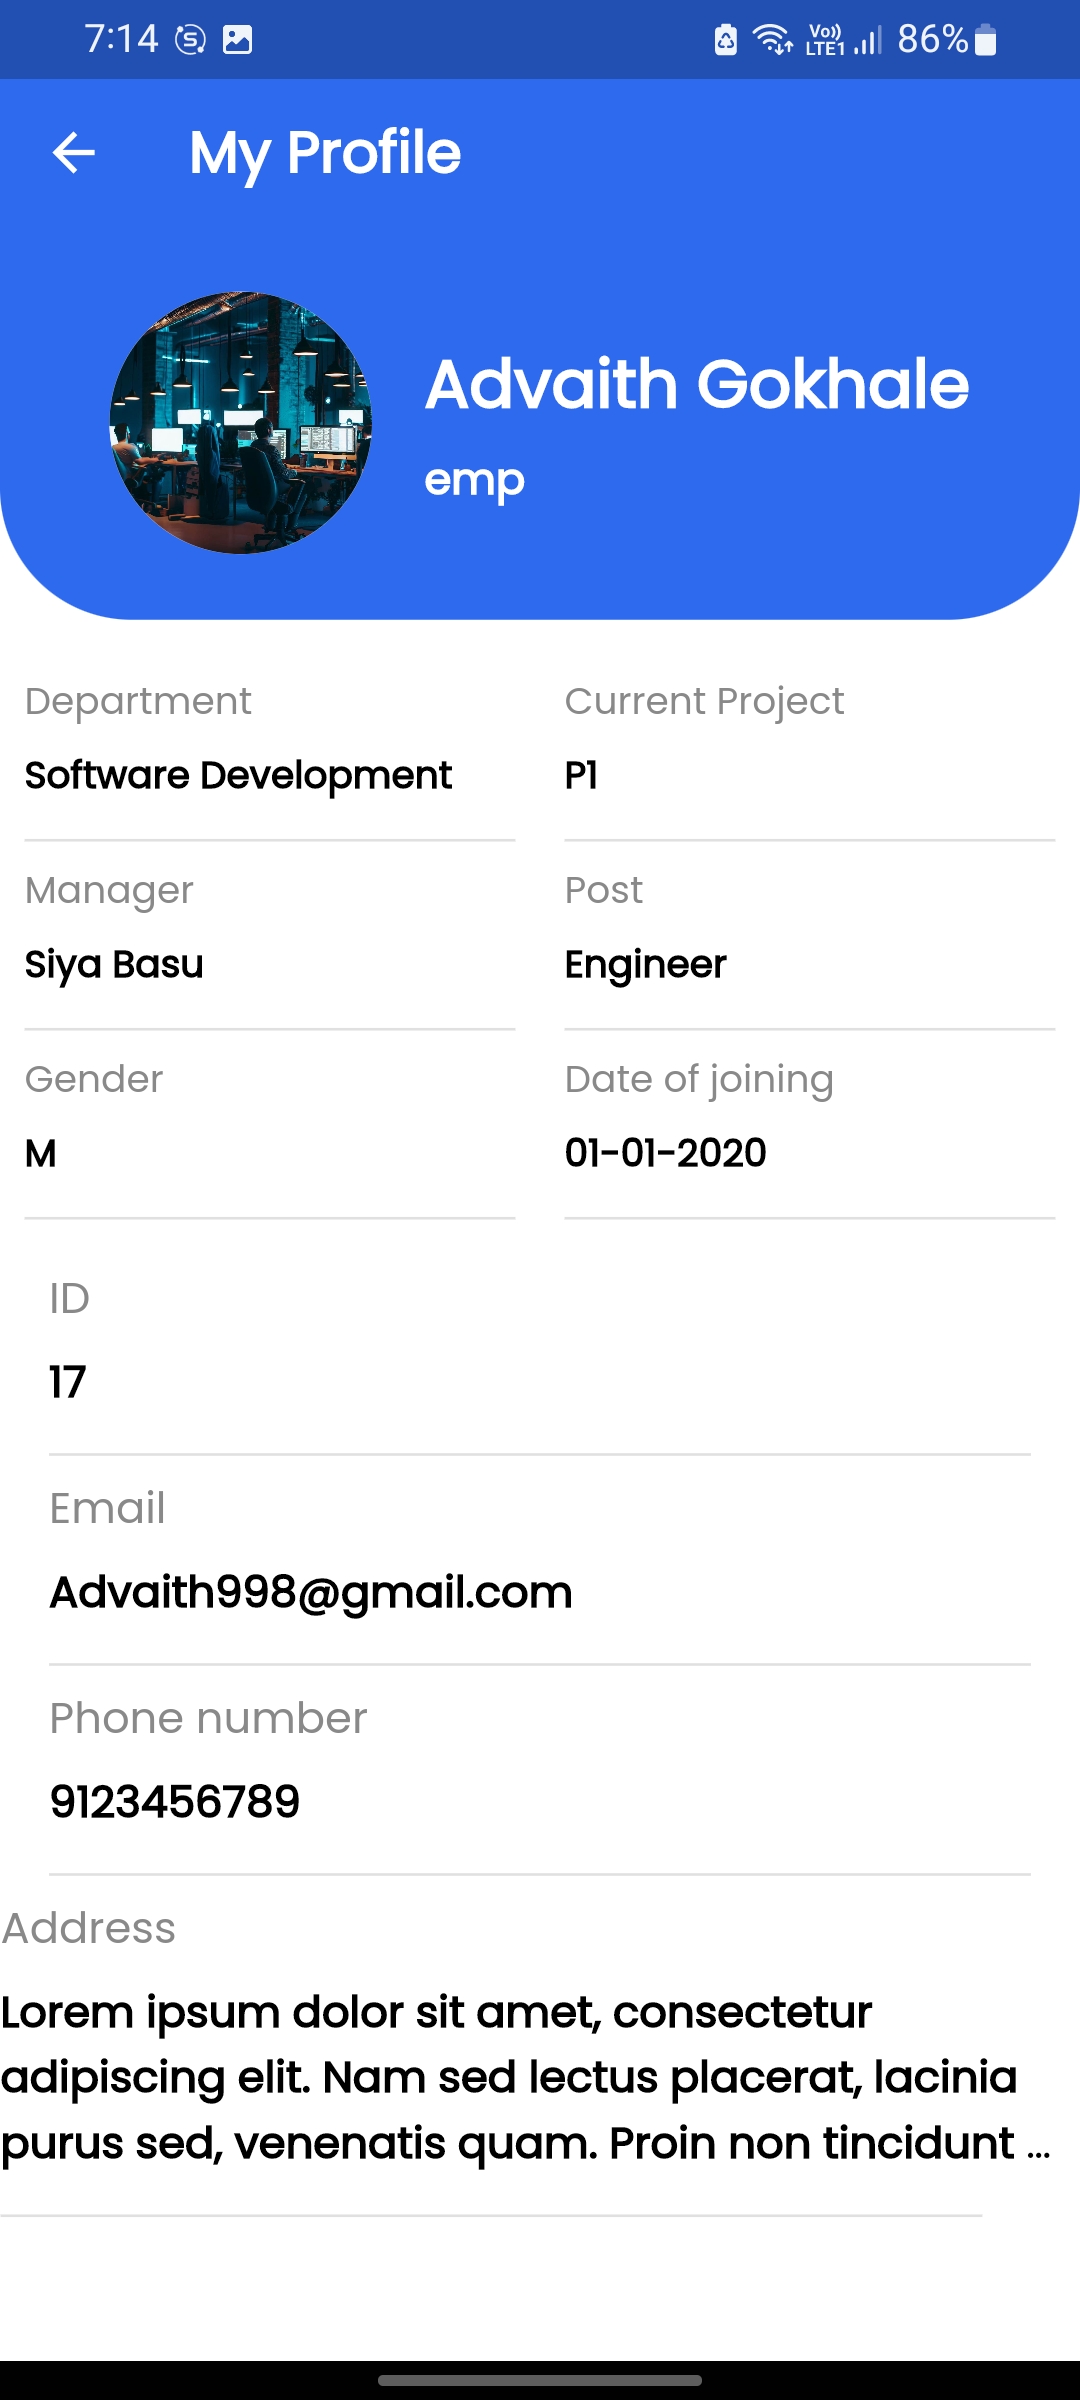 7:14
Vo)) LTE1 86%
My Profile
Advaith Gokhale
emp
Department
Current Project
Software Development
P1
Manager
Post
Siya Basu
Engineer
Gender
Date of joining
M
01-01-2020
ID
17
Email
Advaith998@gmail.com
Phone number
9123456789
Address
Lorem ipsum dolor sit amet, consectetur
adipiscing elit. Nam sed lectus placerat, lacinia
purus sed, venenatis quam. Proin non tincidunt ...